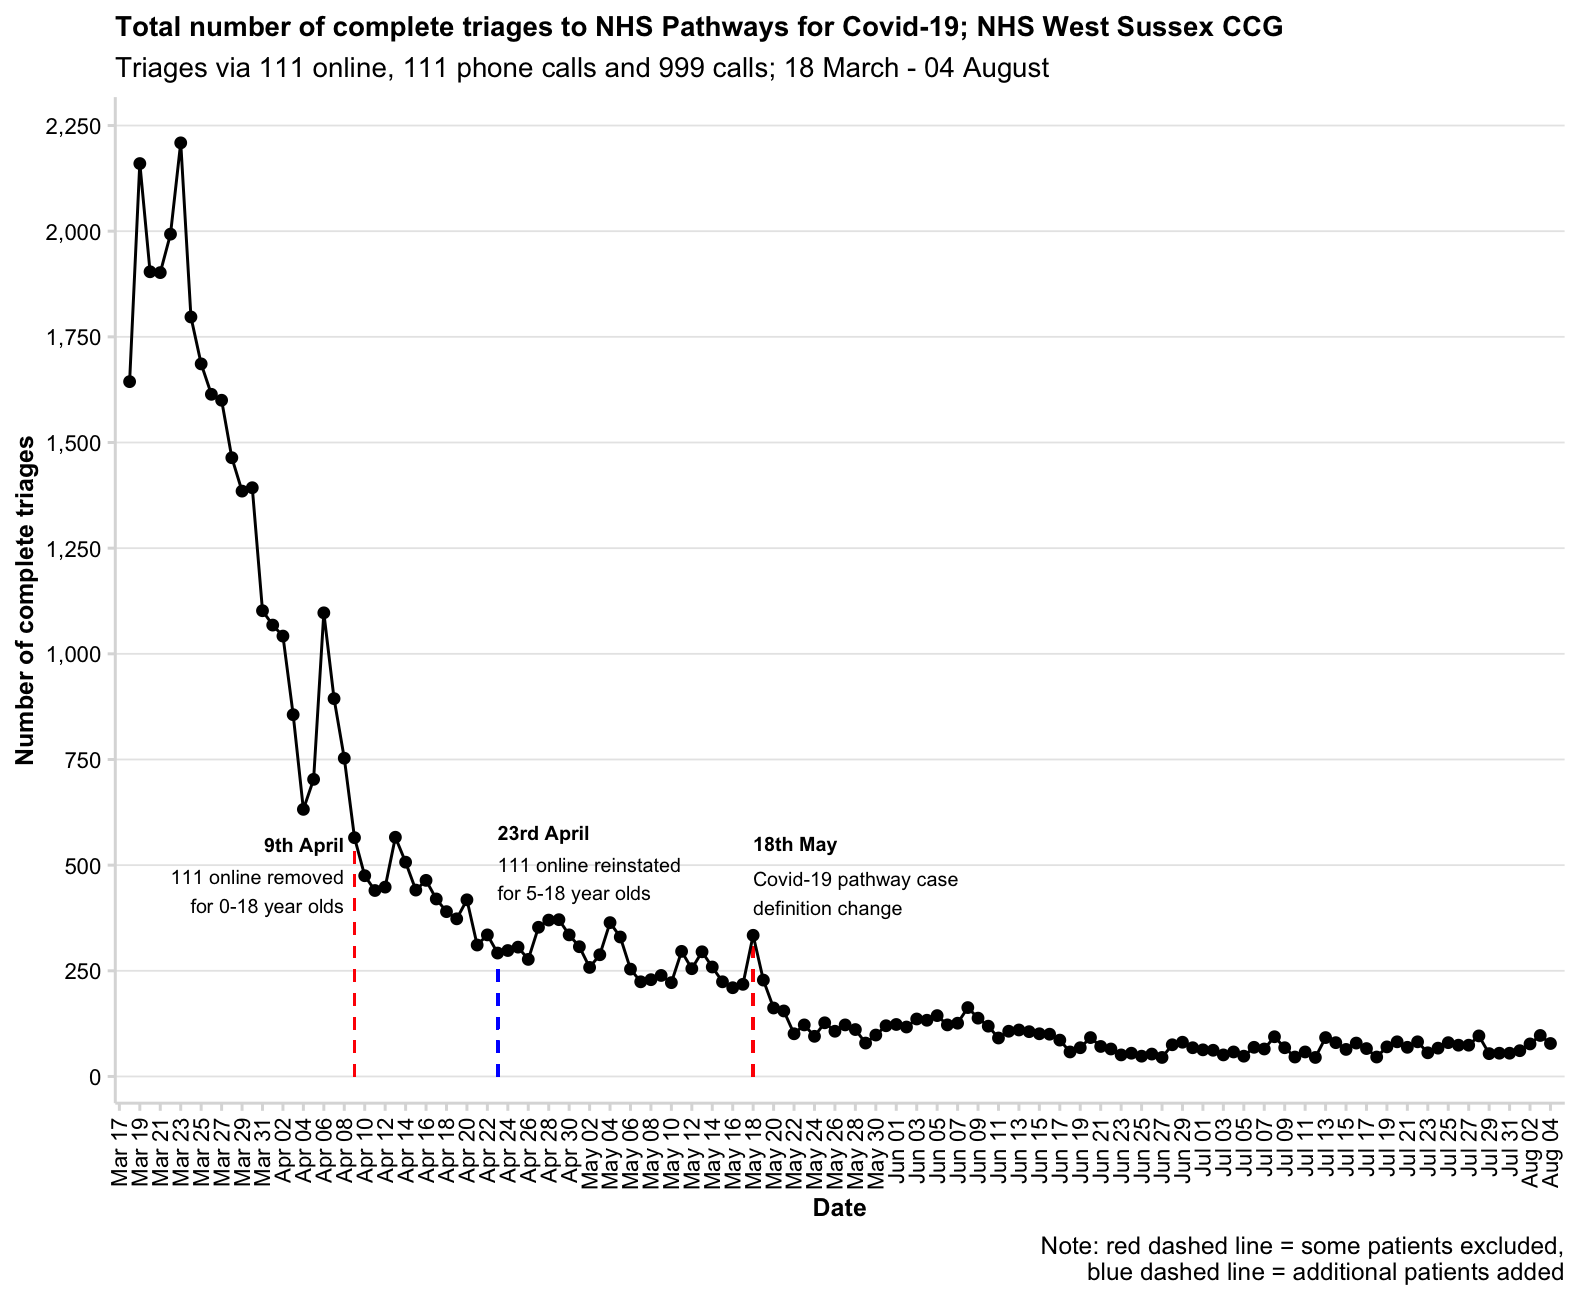 Total number of complete triages to NHS Pathways for Covid-19; NHS West Sussex CCG
Triages via 111 online, 111 phone calls and 999 calls; 18 March - 04 August
Number of complete triages
2,250
2,000
1,750
1,500
1,250
1,000
750
500
250
0
9th April
111 online removed
for 0-18 year olds
23rd April
111 online reinstated
for 5-18 year olds
18th May
Covid-19 pathway case
definition change
Mar 17
Mar 19
Mar 21
Mar 23
Mar 25
Mar 27
Mar 29
Mar 31
Apr 02
Apr 04
Apr 06
Apr 08
Apr 10
Apr 12
Apr 14
Apr 16
Apr 18
Apr 20
Apr 22
Apr 24
Apr 26
Apr 28
Apr 30
May 02
May 04
May 06
May 08
May 10
May 12
May 14
May 16
May 18
May 20
May 22
May 24
May 26
May 28
May 30
Jun 01
Jun 03
Jun 05
Jun 07
Jun 09
Jun 11
Jun 13
Jun 15
Jun 17
Jun 19
Jun 21
Jun 23
Jun 25
Jun 27
Jun 29
Jul 01
Jul 03
Jul 05
Jul 07
Jul 09
Jul 11
Jul 13
Jul 15
Jul 17
Jul 19
Jul 21
Jul 23
Jul 25
Jul 27
Jul 29
Jul 31
Aug 02
Aug 04
Date
Note: red dashed line = some patients excluded,
blue dashed line = additional patients added